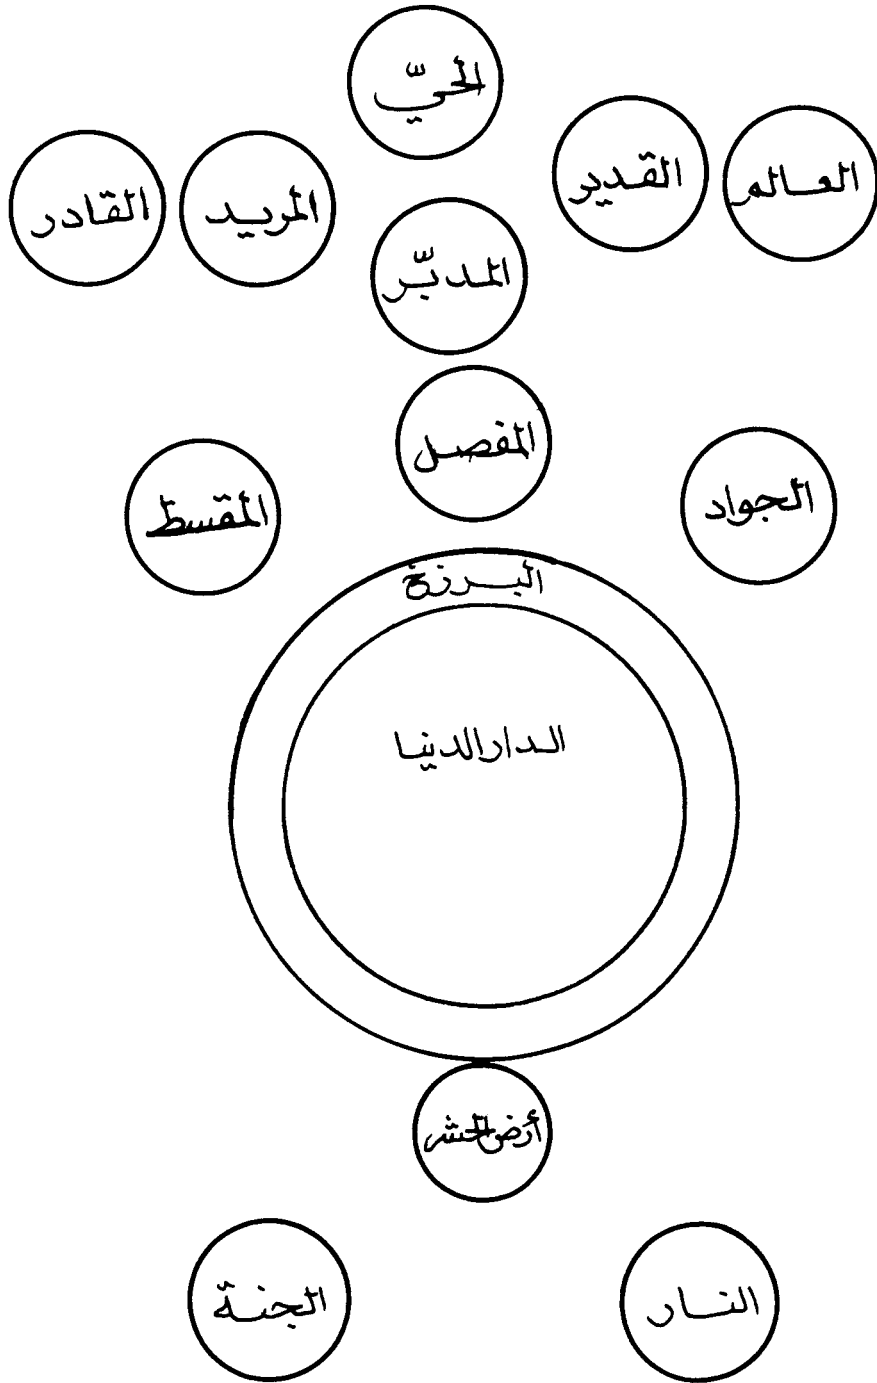 الحيّ
العالم
القدير
المريد
القادر
المدبّر
المفصل
الجواد
المقسط
البرزخ
الدار الدنيا
أرض الحشر
النار
الجنة